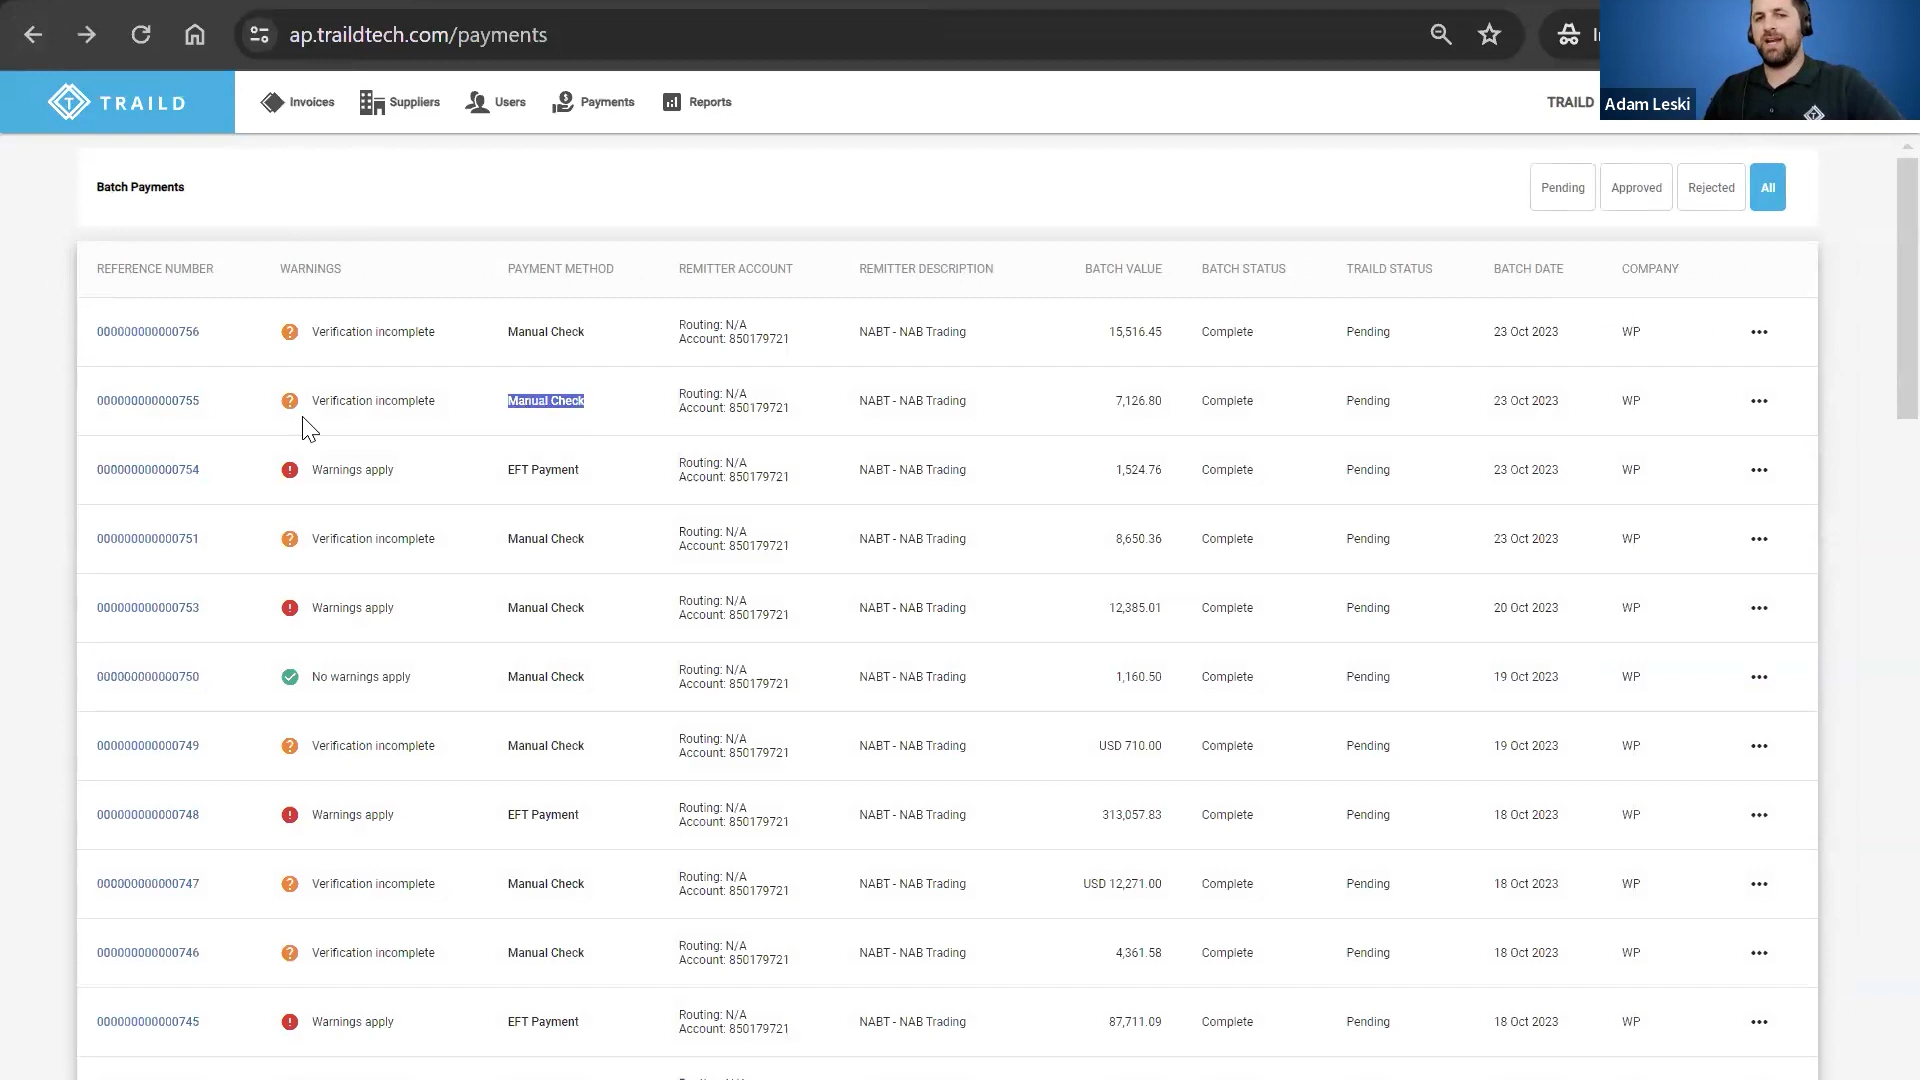 ap.traildtech.com/payments
TRAILD
Invoices
Suppliers
Users
Payments
Reports
TRAILD
Adam Leski
Batch Payments
Pending
Approved
Rejected
All
REFERENCE NUMBER WARNINGS PAYMENT METHOD REMITTER ACCOUNT REMITTER DESCRIPTION BATCH VALUE BATCH STATUS TRAILD STATUS BATCH DATE COMPANY
000000000000756 Verification incomplete Manual Check Routing: N/A NABT - NAB Trading 15,516.45 Complete Pending 23 Oct 2023 WP
Account: 850179721
000000000000755 Verification incomplete Manual Check Routing: N/A NABT - NAB Trading 7,126.80 Complete Pending 23 Oct 2023 WP
Account: 850179721
000000000000754 Warnings apply EFT Payment Routing: N/A NABT - NAB Trading 1,524.76 Complete Pending 23 Oct 2023 WP
Account: 850179721
000000000000751 Verification incomplete Manual Check Routing: N/A NABT - NAB Trading 8,650.36 Complete Pending 23 Oct 2023 WP
Account: 850179721
000000000000753 Warnings apply Manual Check Routing: N/A NABT - NAB Trading 12,385.01 Complete Pending 20 Oct 2023 WP
Account: 850179721
000000000000750 No warnings apply Manual Check Routing: N/A NABT - NAB Trading 1,160.50 Complete Pending 19 Oct 2023 WP
Account: 850179721
000000000000749 Verification incomplete Manual Check Routing: N/A NABT - NAB Trading USD 710.00 Complete Pending 19 Oct 2023 WP
Account: 850179721
000000000000748 Warnings apply EFT Payment Routing: N/A NABT - NAB Trading 313,057.83 Complete Pending 18 Oct 2023 WP
Account: 850179721
000000000000747 Verification incomplete Manual Check Routing: N/A NABT - NAB Trading USD 12,271.00 Complete Pending 18 Oct 2023 WP
Account: 850179721
000000000000746 Verification incomplete Manual Check Routing: N/A NABT - NAB Trading 4,361.58 Complete Pending 18 Oct 2023 WP
Account: 850179721
000000000000745 Warnings apply EFT Payment Routing: N/A NABT - NAB Trading 87,711.09 Complete Pending 18 Oct 2023 WP
Account: 850179721